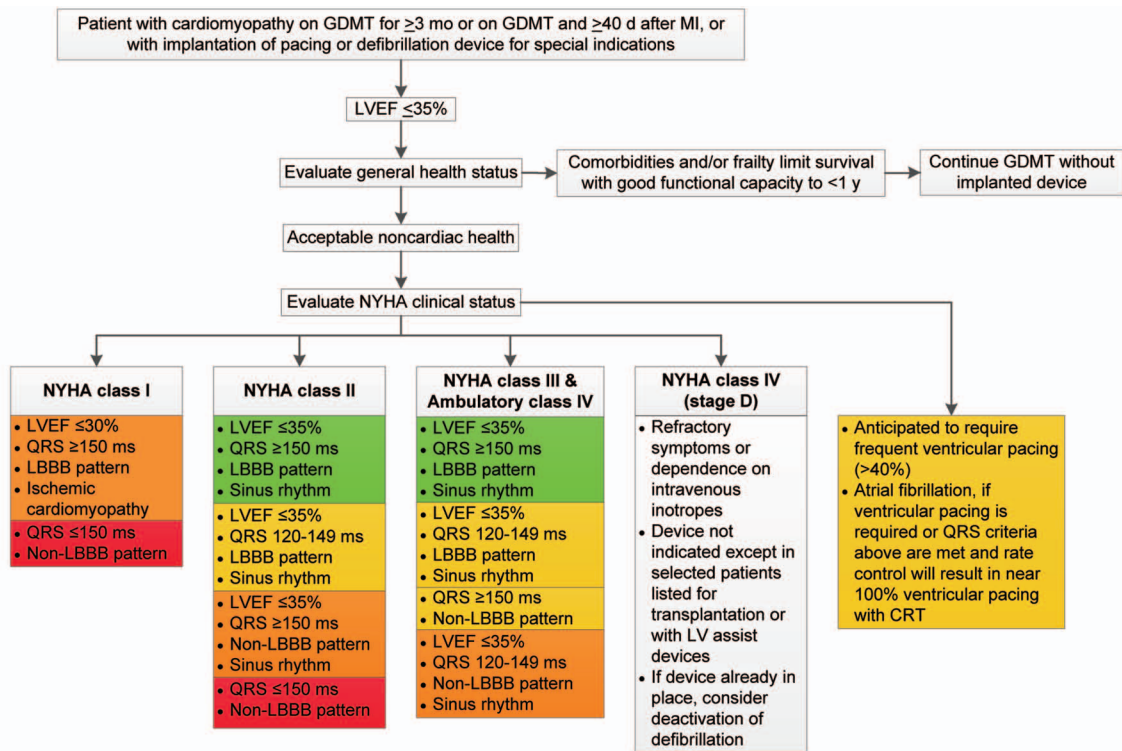 Patient with cardiomyopathy on GDMT for ≥3 mo or on GDMT and ≥40 d after MI, or
with implantation of pacing or defibrillation device for special indications
LVEF ≤35%
Evaluate general health status
Comorbidities and/or frailty limit survival
with good functional capacity to <1 y
Continue GDMT without
implanted device
Acceptable noncardiac health
Evaluate NYHA clinical status
NYHA class I
• LVEF ≤30%
• QRS ≥150 ms
• LBBB pattern
• Ischemic
cardiomyopathy
• QRS ≤150 ms
• Non-LBBB pattern
NYHA class II
• LVEF ≤35%
• QRS ≥150 ms
• LBBB pattern
• Sinus rhythm
• LVEF ≤35%
• QRS 120-149 ms
• LBBB pattern
• Sinus rhythm
• LVEF ≤35%
• QRS ≥150 ms
• Non-LBBB pattern
• Sinus rhythm
• QRS ≤150 ms
• Non-LBBB pattern
NYHA class III &
Ambulatory class IV
• LVEF ≤35%
• QRS ≥150 ms
• LBBB pattern
• Sinus rhythm
• LVEF ≤35%
• QRS 120-149 ms
• LBBB pattern
• Sinus rhythm
• QRS ≥150 ms
• Non-LBBB pattern
• LVEF ≤35%
• QRS 120-149 ms
• Non-LBBB pattern
• Sinus rhythm
NYHA class IV
(stage D)
• Refractory
symptoms or
dependence on
intravenous
inotropes
• Device not
indicated except in
selected patients
listed for
transplantation or
with LV assist
devices
• If device already in
place, consider
deactivation of
defibrillation
• Anticipated to require
frequent ventricular pacing
(>40%)
• Atrial fibrillation, if
ventricular pacing is
required or QRS criteria
above are met and rate
control will result in near
100% ventricular pacing
with CRT